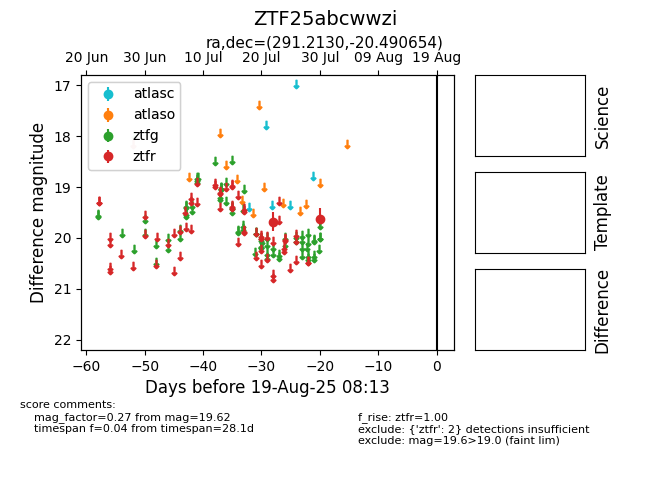 ZTF25abcwwzi
ra,dec=(291.2130,-20.490654)
20 Jun 30 Jun 10 Jul 20 Jul 30 Jul 09 Aug 19 Aug
17
18
19
20
21
22
Difference magnitude
atlasc
atlaso
ztfg
ztfr
−60 −50 −40 −30 −20 −10 0
Days before 19-Aug-25 08:13
Science
Template
Difference
score comments:
mag_factor=0.27 from mag=19.62
timespan f=0.04 from timespan=28.1d
f_rise: ztfr=1.00
exclude: {'ztfr': 2} detections insufficient
exclude: mag=19.6>19.0 (faint lim)